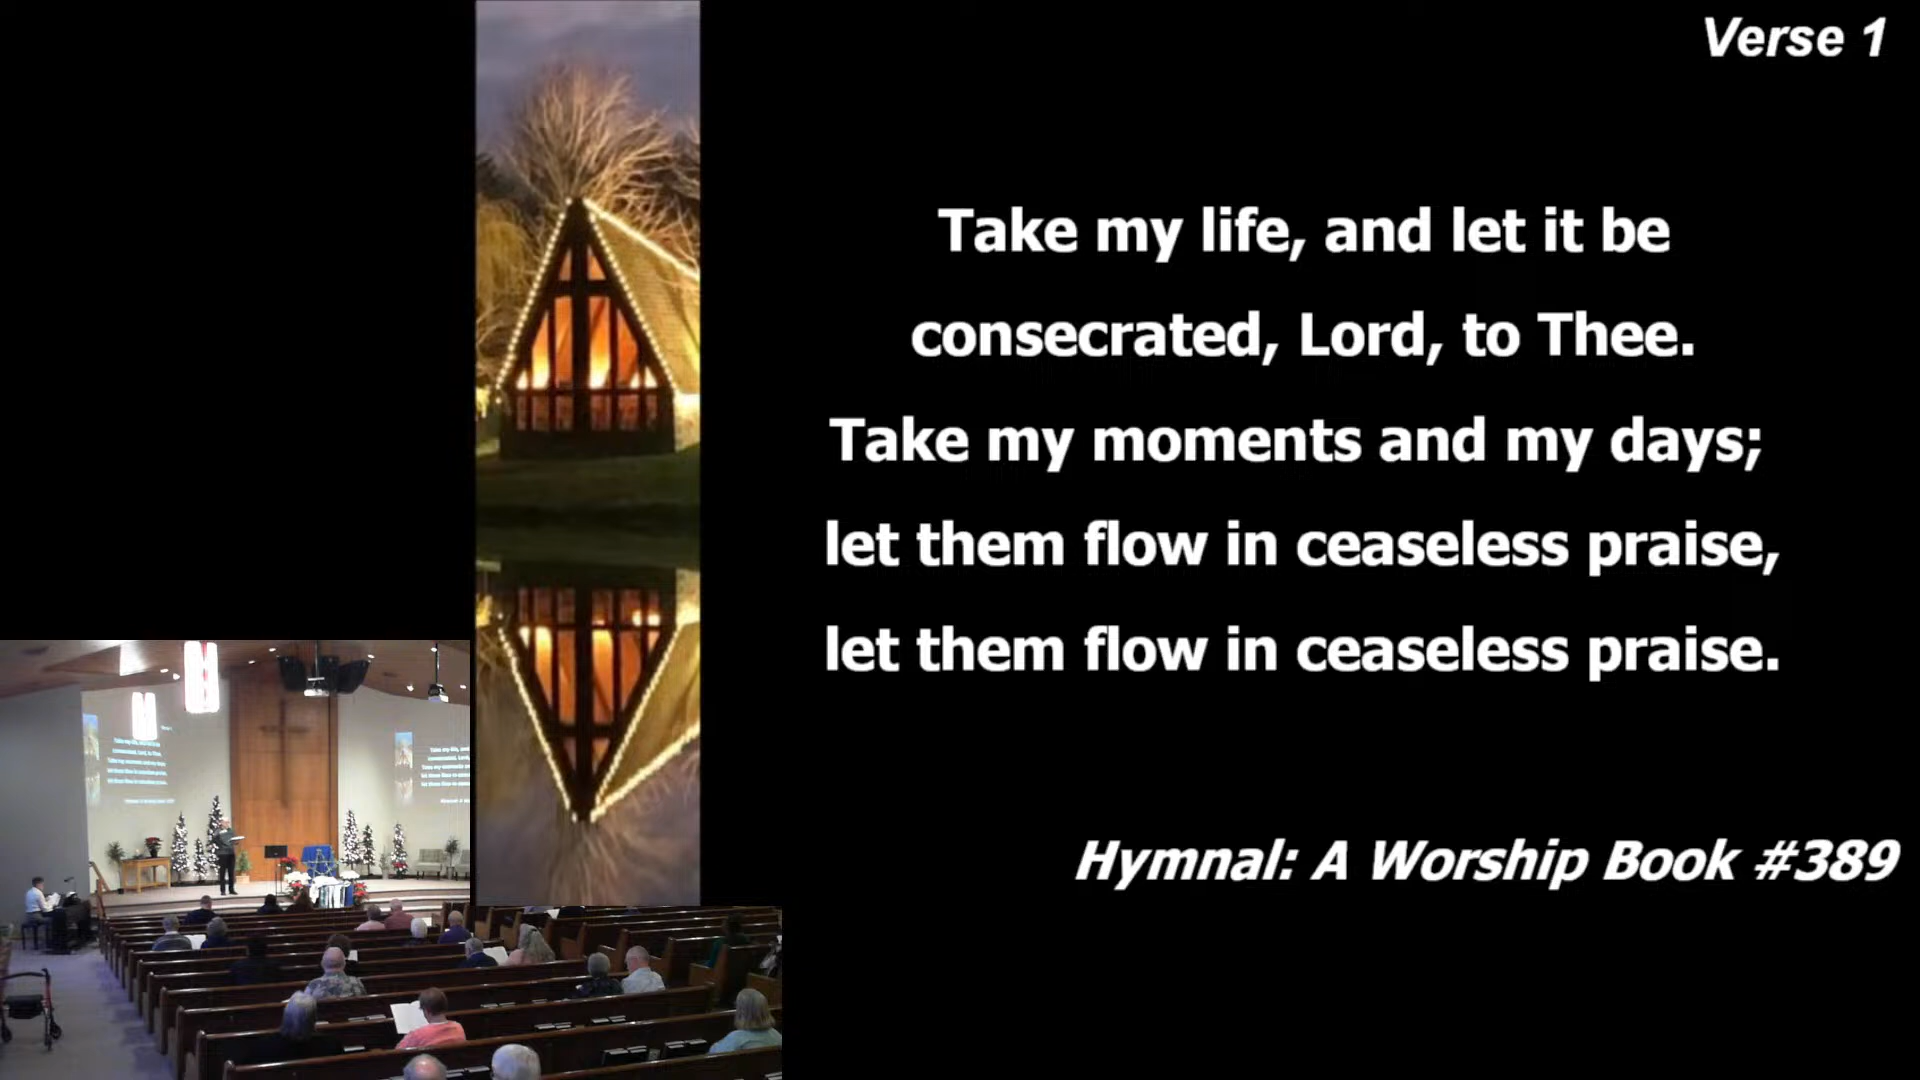 Verse 1
Take my life, and let it be
consecrated, Lord, to Thee.
Take my moments and my days;
let them flow in ceaseless praise,
let them flow in ceaseless praise.
Hymnal: A Worship Book #389